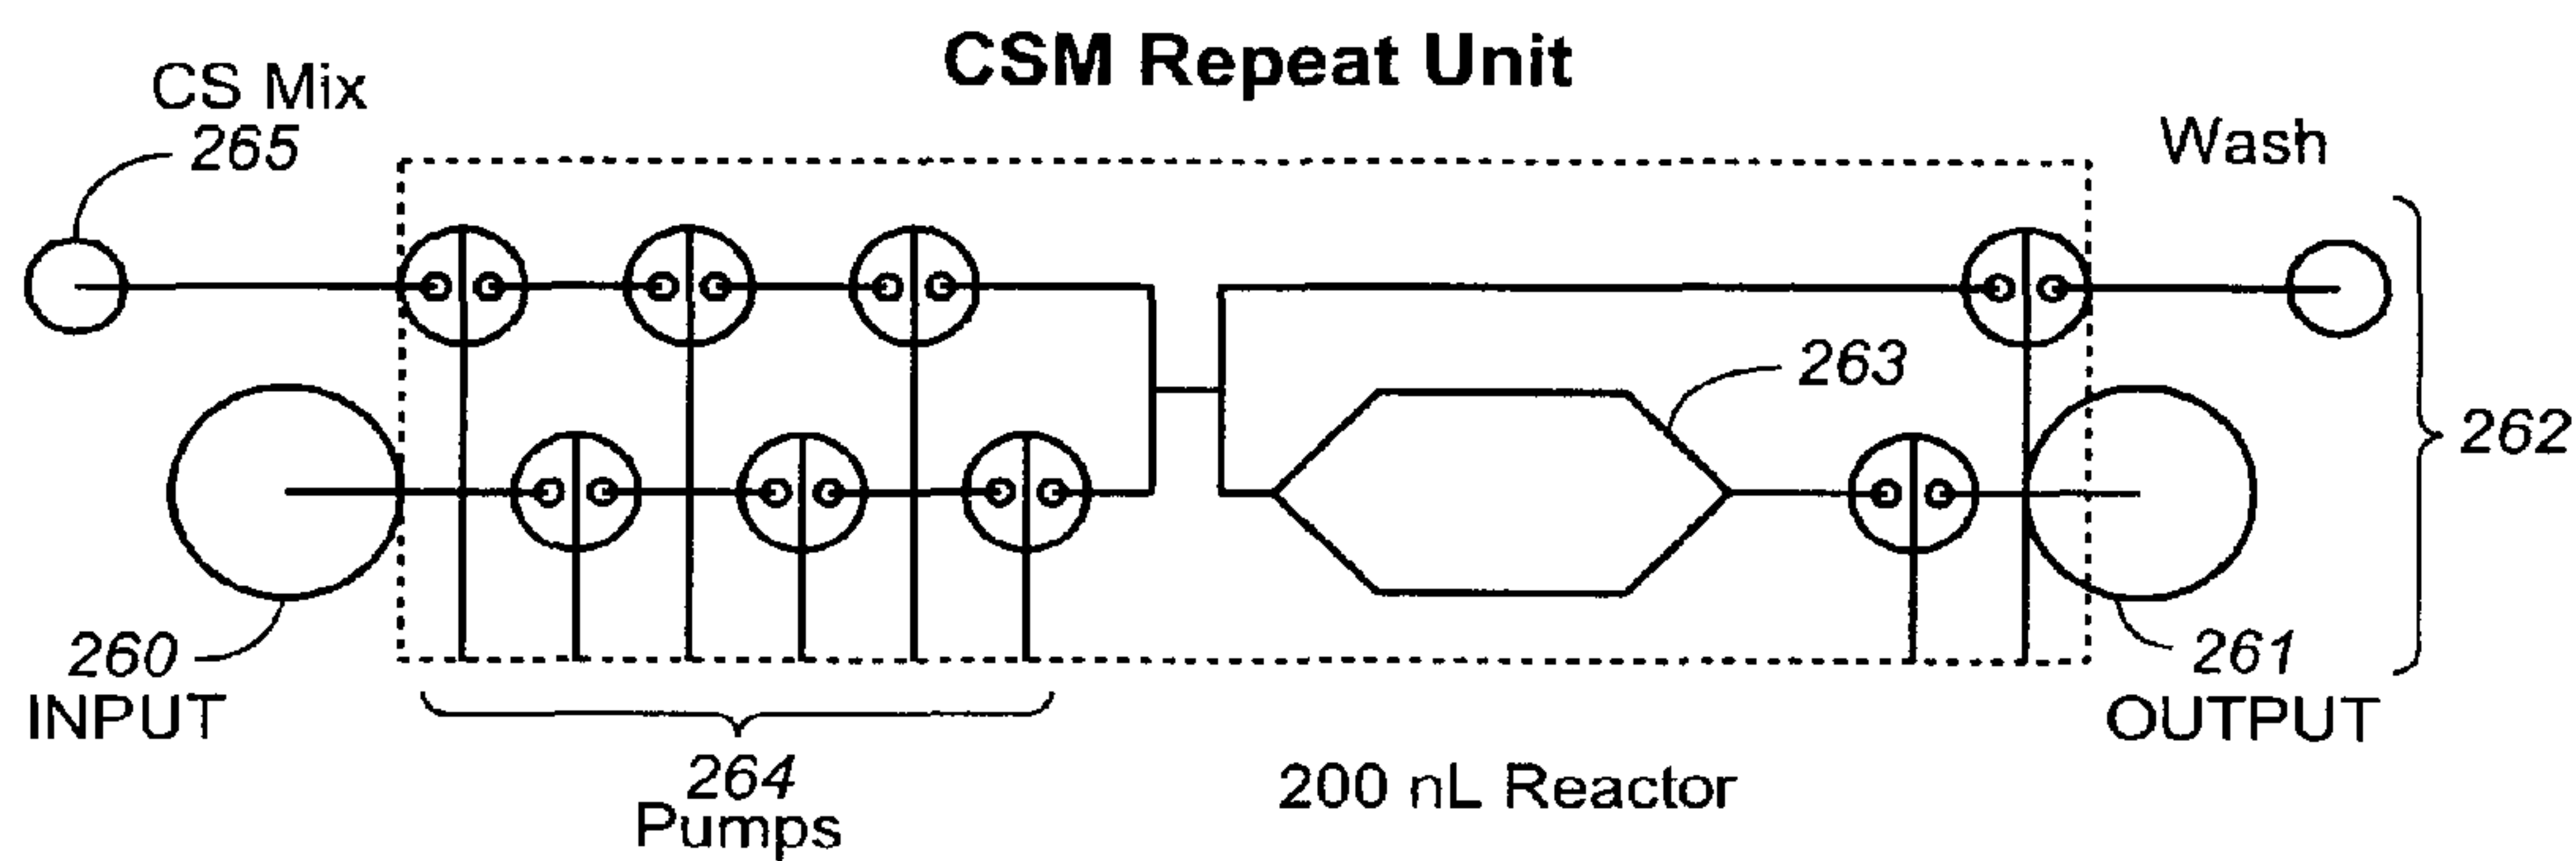 CSM Repeat Unit
CS Mix
265
Wash
263
262
260
INPUT
261
OUTPUT
264
Pumps
200 nL Reactor